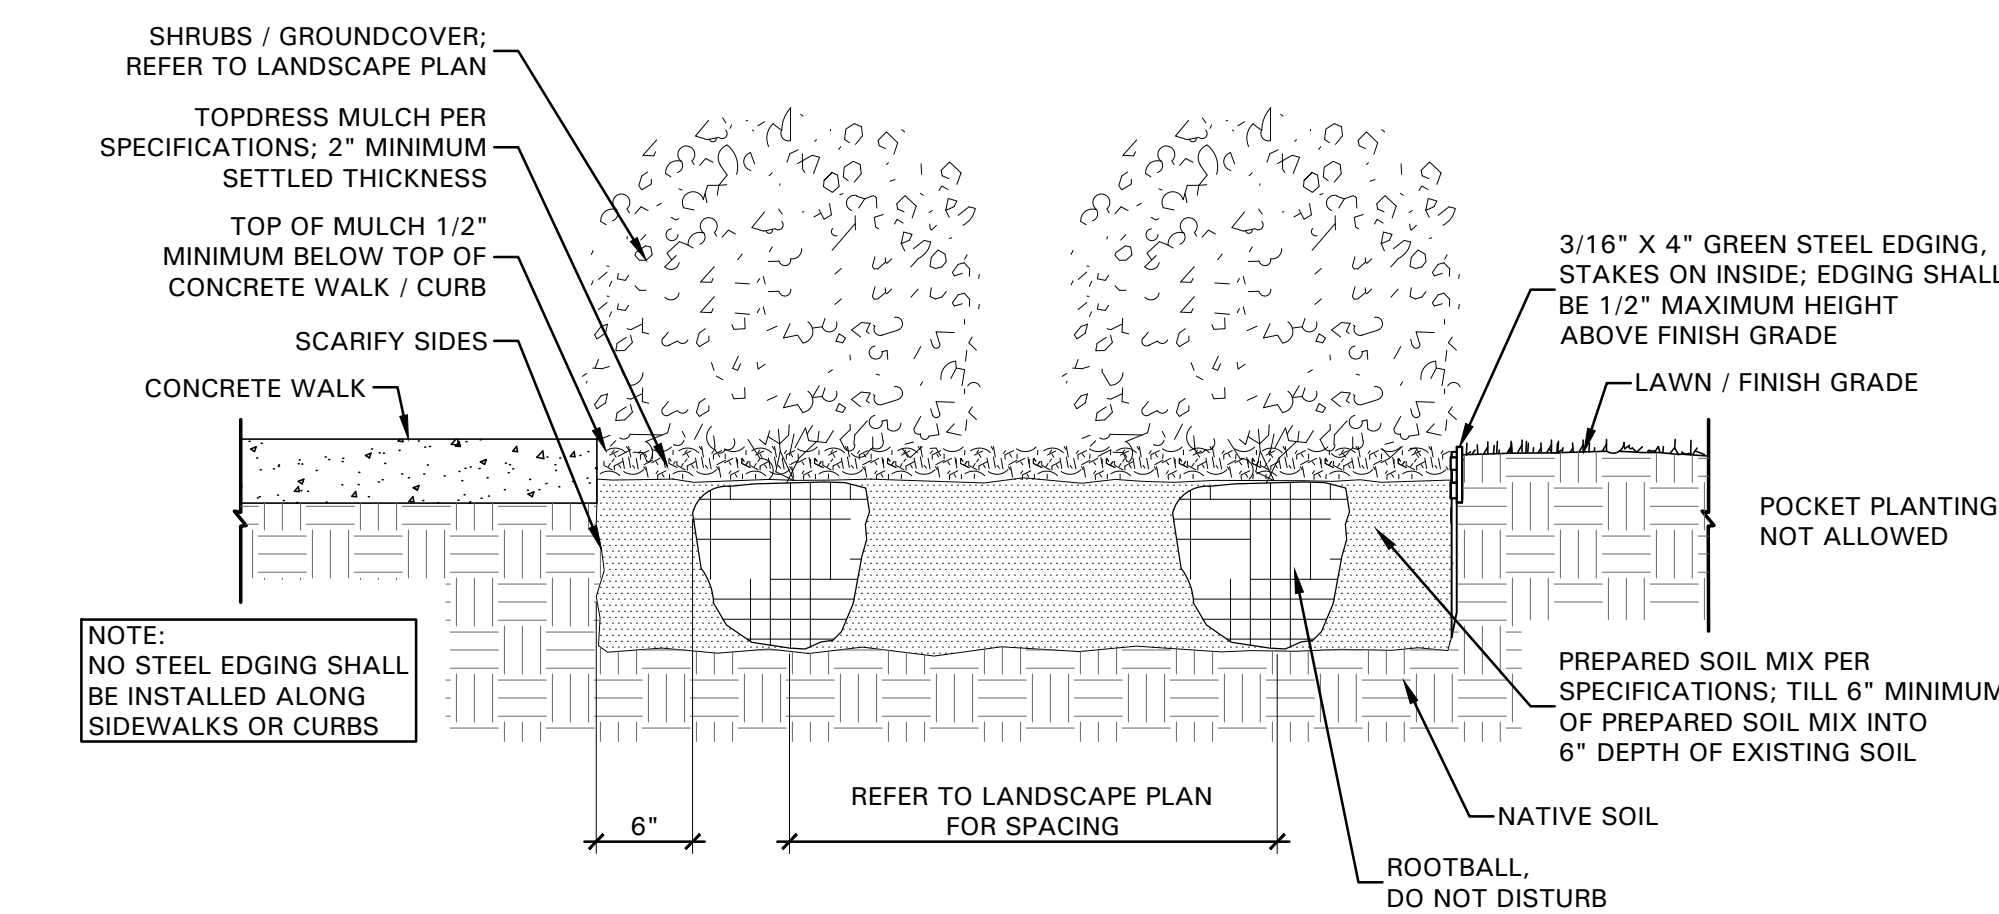 SHRUBS / GROUNDCOVER;
REFER TO LANDSCAPE PLAN
TOPDRESS MULCH PER
SPECIFICATIONS; 2" MINIMUM
SETTLED THICKNESS
TOP OF MULCH 1/2"
MINIMUM BELOW TOP OF
CONCRETE WALK / CURB
SCARIFY SIDES
CONCRETE WALK
NOTE:
NO STEEL EDGING SHALL
BE INSTALLED ALONG
SIDEWALKS OR CURBS
3/16" X 4" GREEN STEEL EDGING,
STAKES ON INSIDE; EDGING SHALL
BE 1/2" MAXIMUM HEIGHT
ABOVE FINISH GRADE
LAWN / FINISH GRADE
POCKET PLANTING
NOT ALLOWED
PREPARED SOIL MIX PER
SPECIFICATIONS; TILL 6" MINIMUM
OF PREPARED SOIL MIX INTO
6" DEPTH OF EXISTING SOIL
NATIVE SOIL
ROOTBALL,
DO NOT DISTURB
6"
REFER TO LANDSCAPE PLAN
FOR SPACING